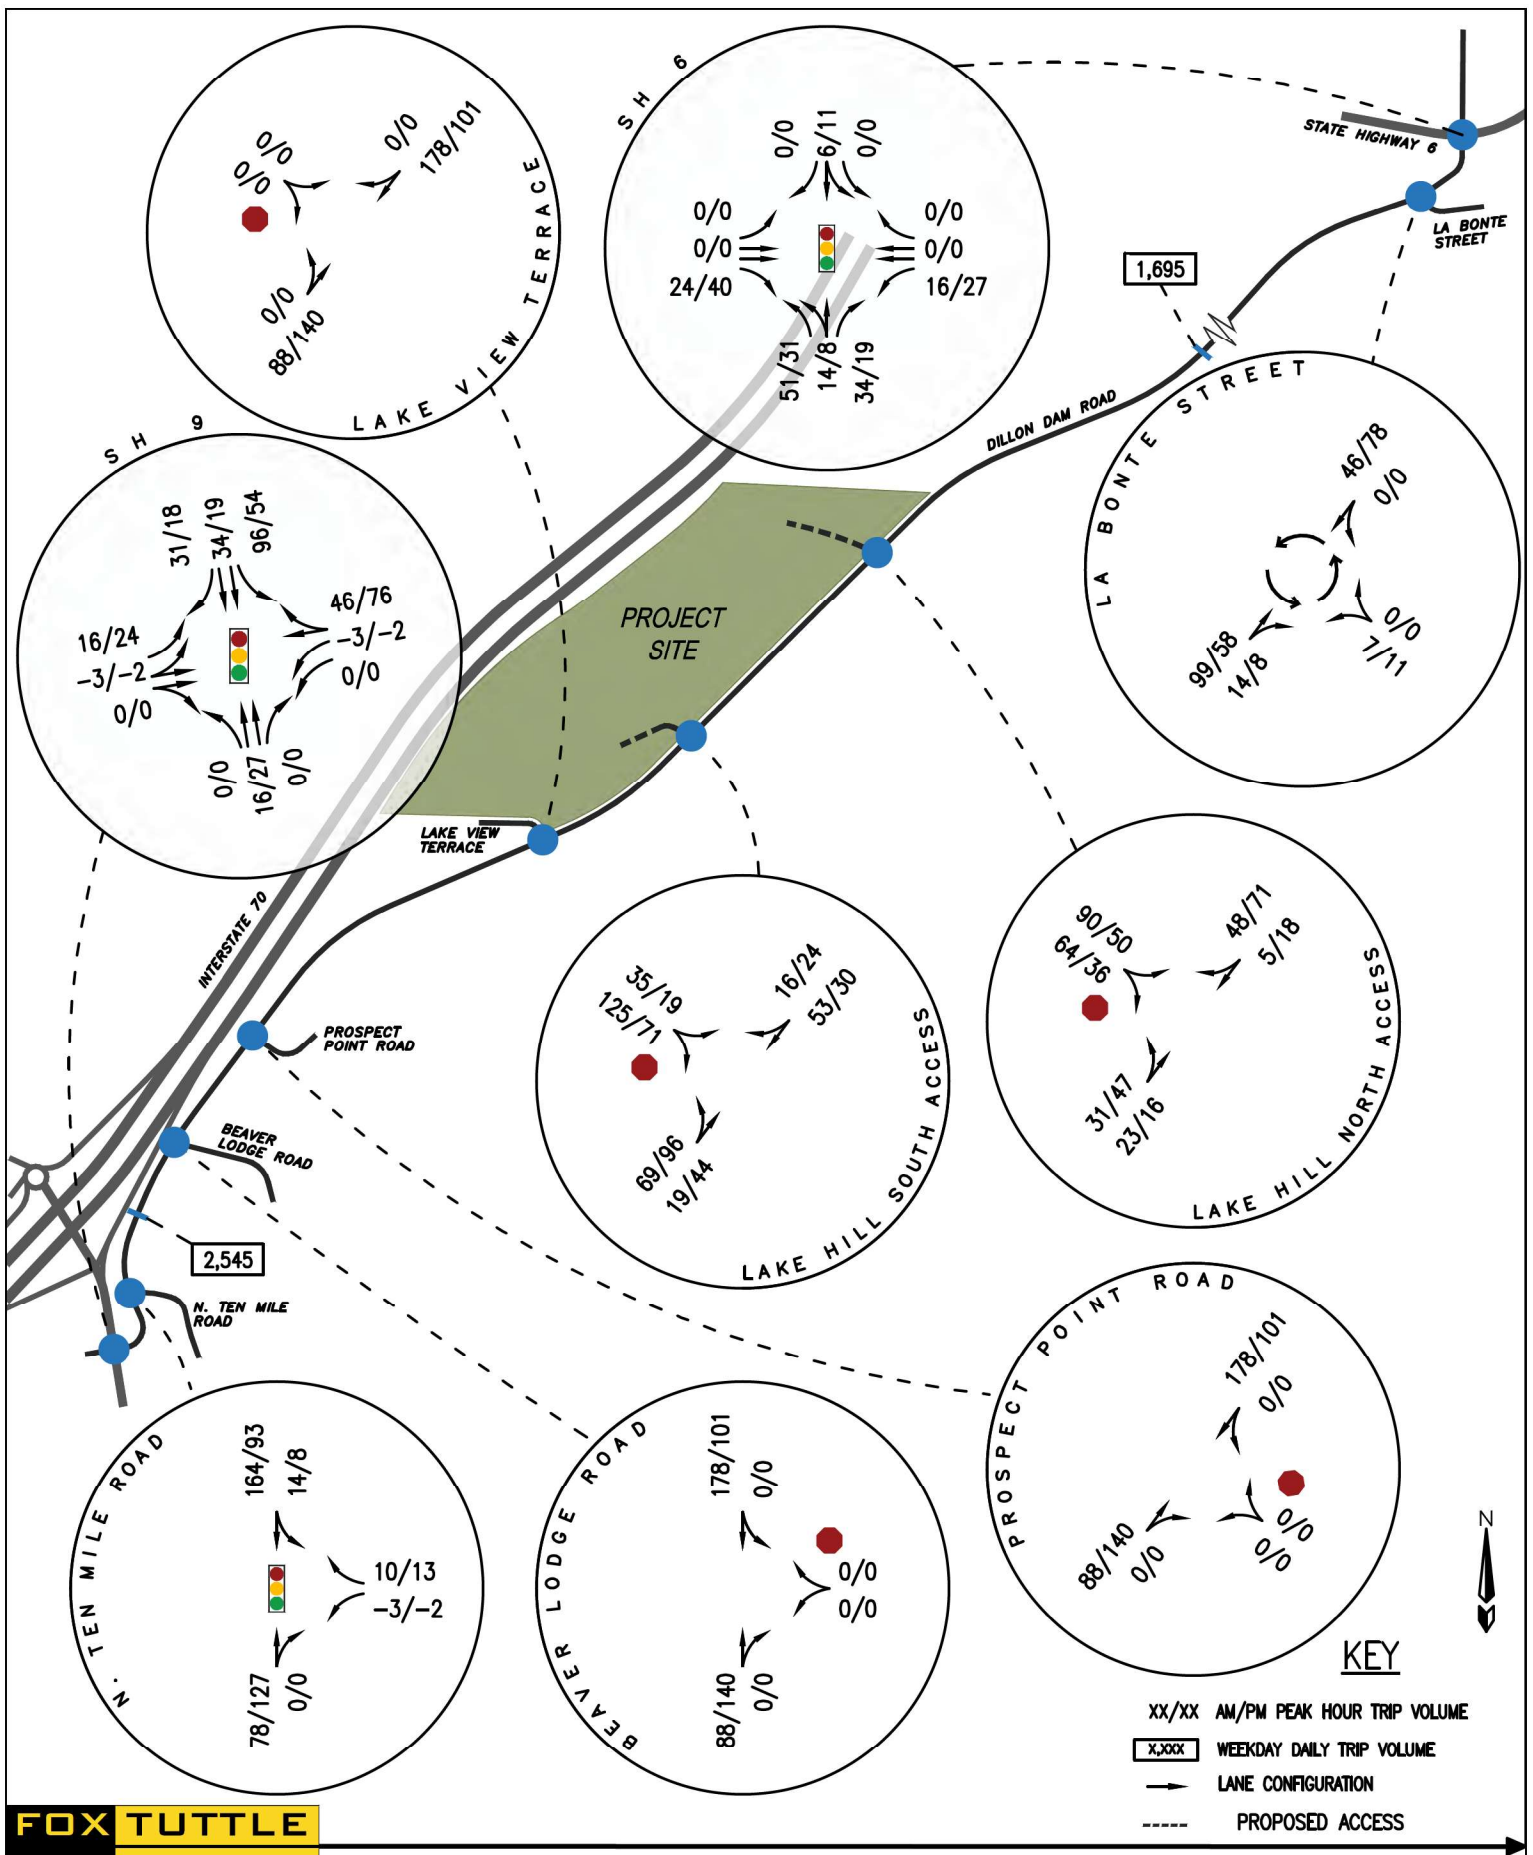 SH 6
STATE HIGHWAY 6
LA BONTE
STREET
1,695
DILLON DAM ROAD
0/0
0/0
0/0
178/101
0/0
88/140
LAKE VIEW TERRACE
0/0
6/11
0/0
0/0
0/0
24/40
0/0
0/0
16/27
51/31
14/8
34/19
SH 9
31/18
34/19
96/54
16/24
-3/-2
0/0
46/76
-3/-2
0/0
0/0
16/27
0/0
LA BONTE STREET
46/78
0/0
99/58
14/8
0/0
7/11
PROJECT
SITE
LAKE VIEW
TERRACE
INTERSTATE 70
PROSPECT
POINT ROAD
BEAVER
LODGE ROAD
2,545
N. TEN MILE
ROAD
35/19
125/71
16/24
53/30
69/96
19/44
LAKE HILL SOUTH ACCESS
90/50
64/36
48/71
5/18
31/47
23/16
LAKE HILL NORTH ACCESS
PROSPECT POINT ROAD
178/101
0/0
88/140
0/0
0/0
0/0
N. TEN MILE ROAD
164/93
14/8
10/13
-3/-2
78/127
0/0
BEAVER LODGE ROAD
178/101
0/0
0/0
0/0
88/140
0/0
N
KEY
XX/XX AM/PM PEAK HOUR TRIP VOLUME
X,XXX WEEKDAY DAILY TRIP VOLUME
LANE CONFIGURATION
PROPOSED ACCESS
FOX TUTTLE